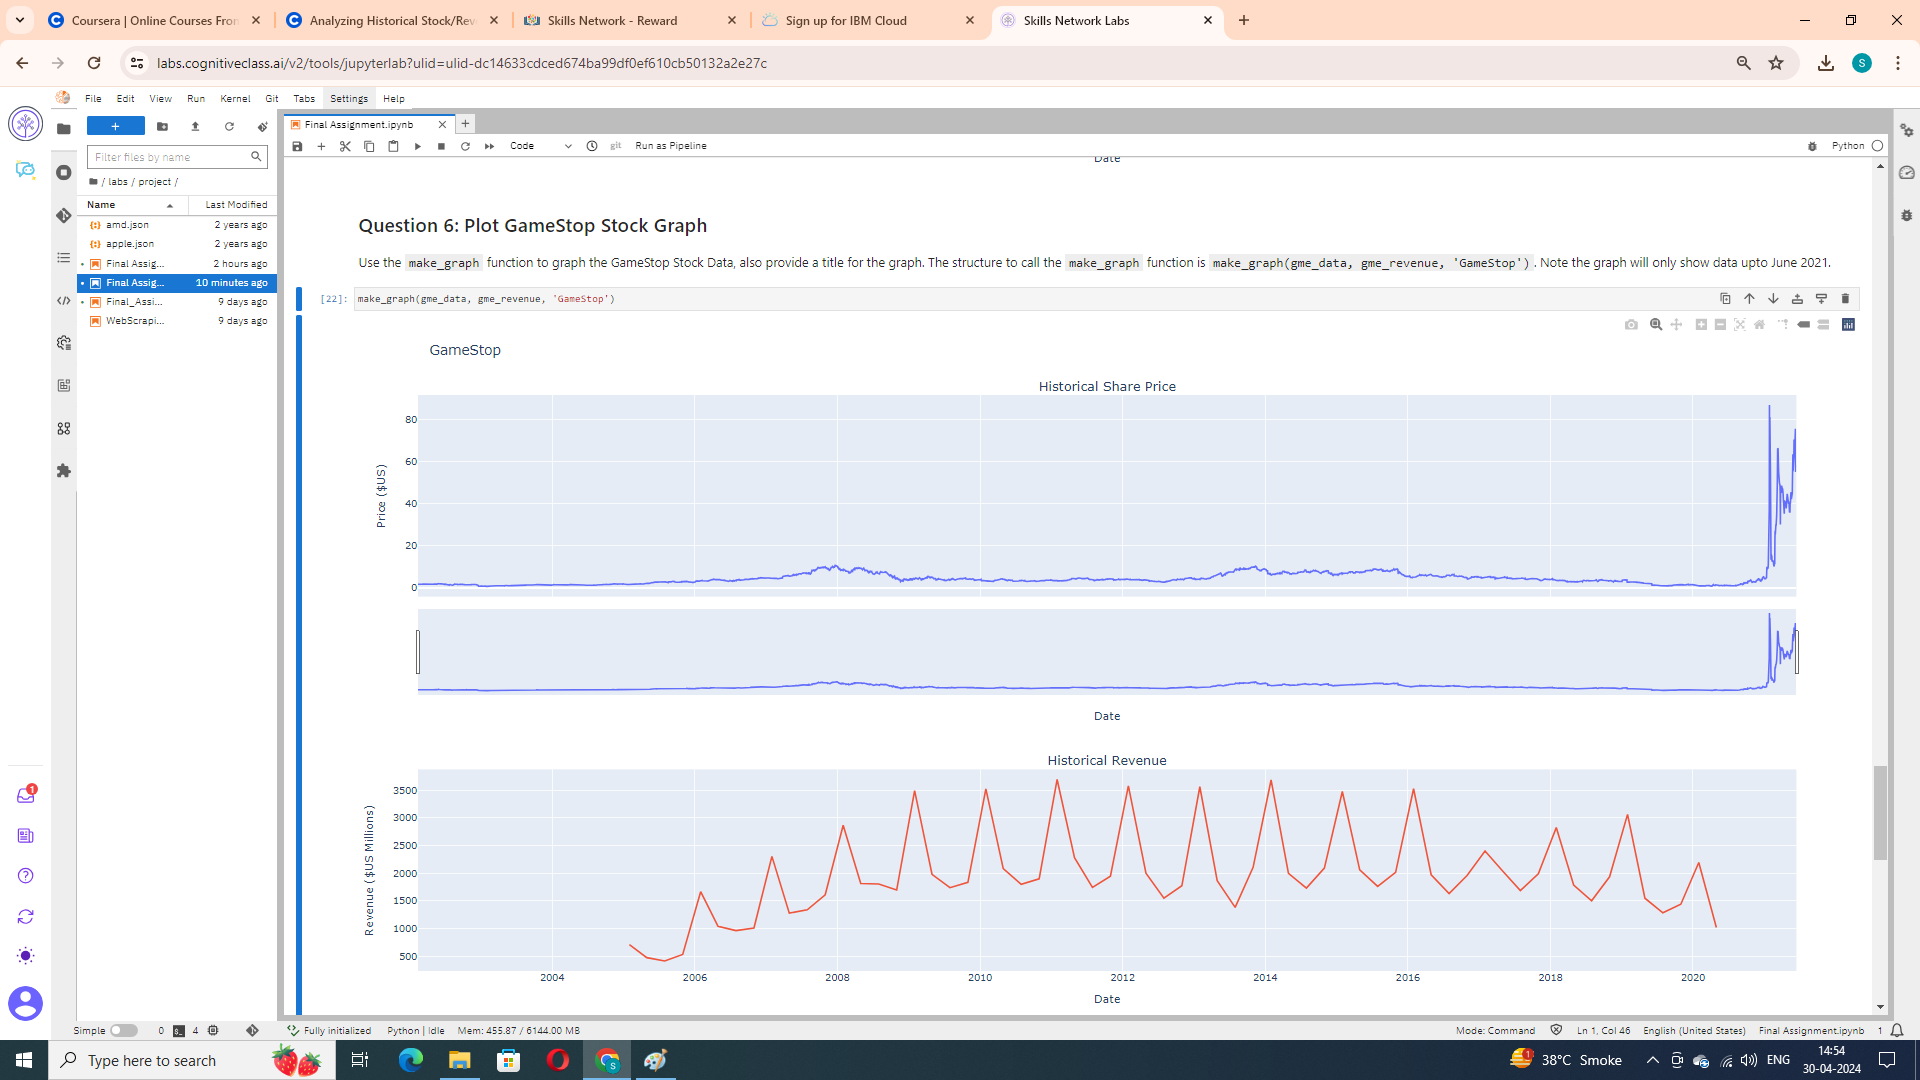 Coursera | Online Courses Fron
Analyzing Historical Stock/Reve
Skills Network - Reward
Sign up for IBM Cloud
Skills Network Labs
labs.cognitiveclass.ai/v2/tools/jupyterlab?ulid=ulid-dc14633cdced674ba99df0ef610cb50132a2e27c
S
File Edit View Run Kernel Git Tabs Settings Help
Final Assignment.ipynb
Filter files by name
Code
git
Run as Pipeline
Python
/ labs / project /
Name Last Modified
amd.json 2 years ago
apple.json 2 years ago
Final Assig... 2 hours ago
Final Assig... 10 minutes ago
Final_Assi... 9 days ago
WebScrapi... 9 days ago
Date
Question 6: Plot GameStop Stock Graph
Use the make_graph function to graph the GameStop Stock Data, also provide a title for the graph. The structure to call the make_graph function is make_graph(gme_data, gme_revenue, 'GameStop'). Note the graph will only show data upto June 2021.
[22]: make_graph(gme_data, gme_revenue, 'GameStop')
GameStop
Historical Share Price
Price ($US)
80
60
40
20
0
Date
Historical Revenue
Revenue ($US Millions)
3500
3000
2500
2000
1500
1000
500
2004 2006 2008 2010 2012 2014 2016 2018 2020
Date
1
Simple 0 4 Fully initialized Python | Idle Mem: 455.87 / 6144.00 MB Mode: Command Ln 1, Col 46 English (United States) Final Assignment.ipynb 1
Type here to search
S
1
38°C Smoke
ENG
14:54
30-04-2024